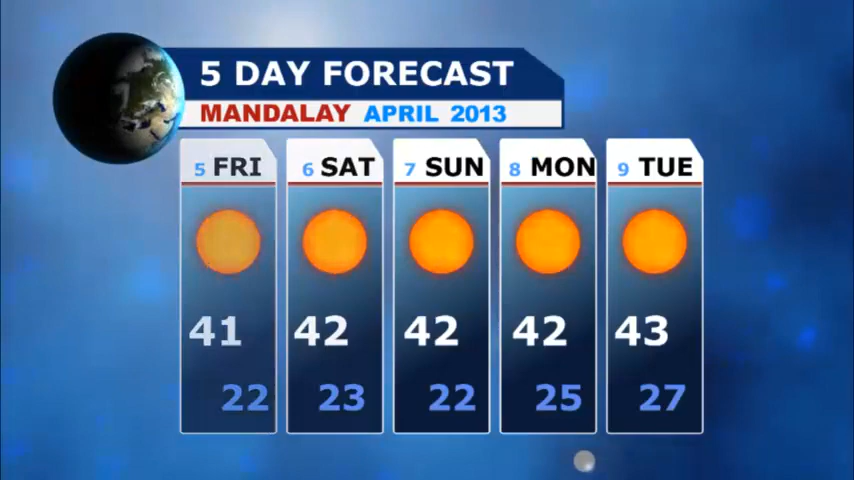 5 DAY FORECAST
MANDALAY APRIL 2013
5 FRI 6 SAT 7 SUN 8 MON 9 TUE
41 42 42 42 43
22 23 22 25 27